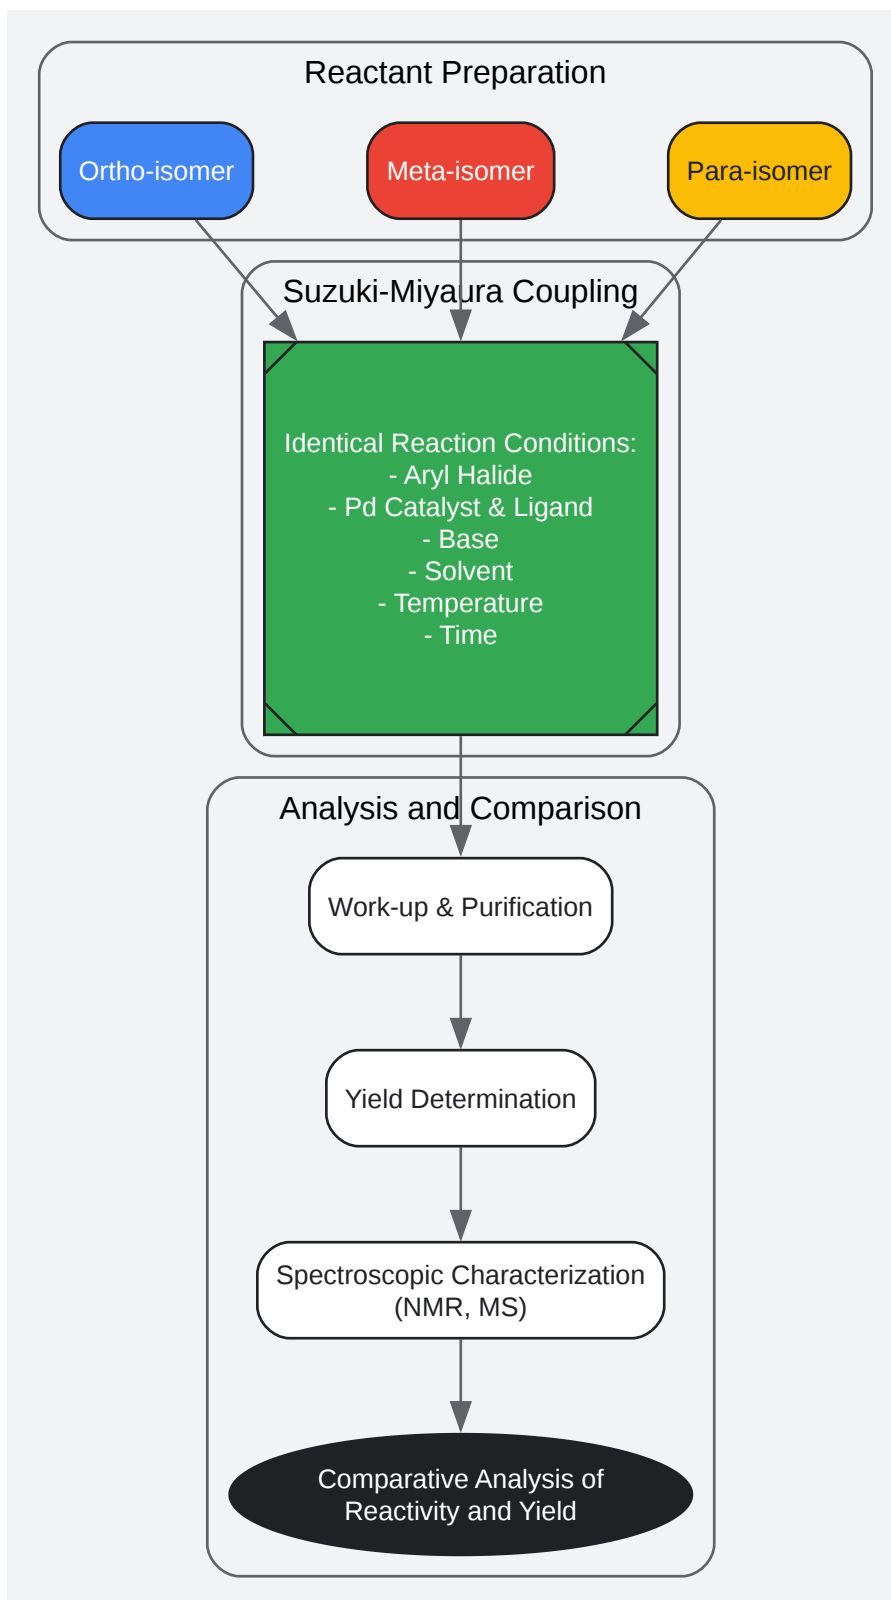 Reactant Preparation
Ortho-isomer
Meta-isomer
Para-isomer
Suzuki-Miyaura Coupling
Identical Reaction Conditions:
- Aryl Halide
- Pd Catalyst & Ligand
- Base
- Solvent
- Temperature
- Time
Analysis and Comparison
Work-up & Purification
Yield Determination
Spectroscopic Characterization
(NMR, MS)
Comparative Analysis of
Reactivity and Yield